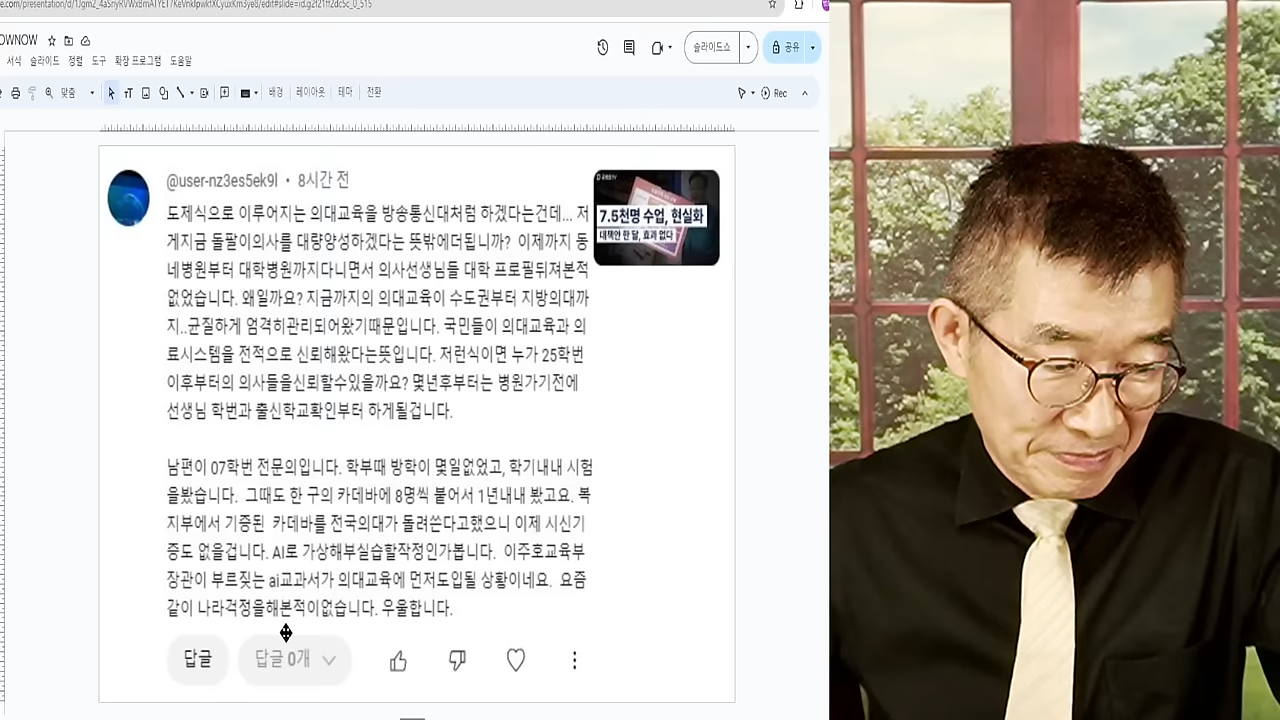 OWNOW
서식 슬라이드 정렬 도구 확장 프로그램 도움말
슬라이드쇼
공유
맞춤
배경 레이아웃 테마 전환
Rec
@user-nz3es5ek9l • 8시간 전
도제식으로 이루어지는 의대교육을 방송통신대처럼 하겠다는건데... 저
게지금 돌팔이의사를 대량양성하겠다는 뜻밖에더됩니까? 이제까지 동
네병원부터 대학병원까지다니면서 의사선생님들 대학 프로필뒤져본적
없었습니다. 왜일까요? 지금까지의 의대교육이 수도권부터 지방의대까
지..균질하게 엄격히관리되어왔기때문입니다. 국민들이 의대교육과 의
료시스템을 전적으로 신뢰해왔다는뜻입니다. 저런식이면 누가 25학번
이후부터의 의사들을신뢰할수있을까요? 몇년후부터는 병원가기전에
선생님 학번과 출신학교확인부터 하게될겁니다.
남편이 07학번 전문의입니다. 학부때 방학이 몇일없었고, 학기내내 시험
을봤습니다. 그때도 한 구의 카데바에 8명씩 붙어서 1년내내 봤고요. 복
지부에서 기증된 카데바를 전국의대가 돌려쓴다고했으니 이제 시신기
증도 없을겁니다. AI로 가상해부실습할작정인가봅니다. 이주호교육부
장관이 부르짖는 ai교과서가 의대교육에 먼저도입될 상황이네요. 요즘
같이 나라걱정을해본적이없습니다. 우울합니다.
7.5천명 수업, 현실화
대책안 한 달, 효과 없다
답글
답글 0개